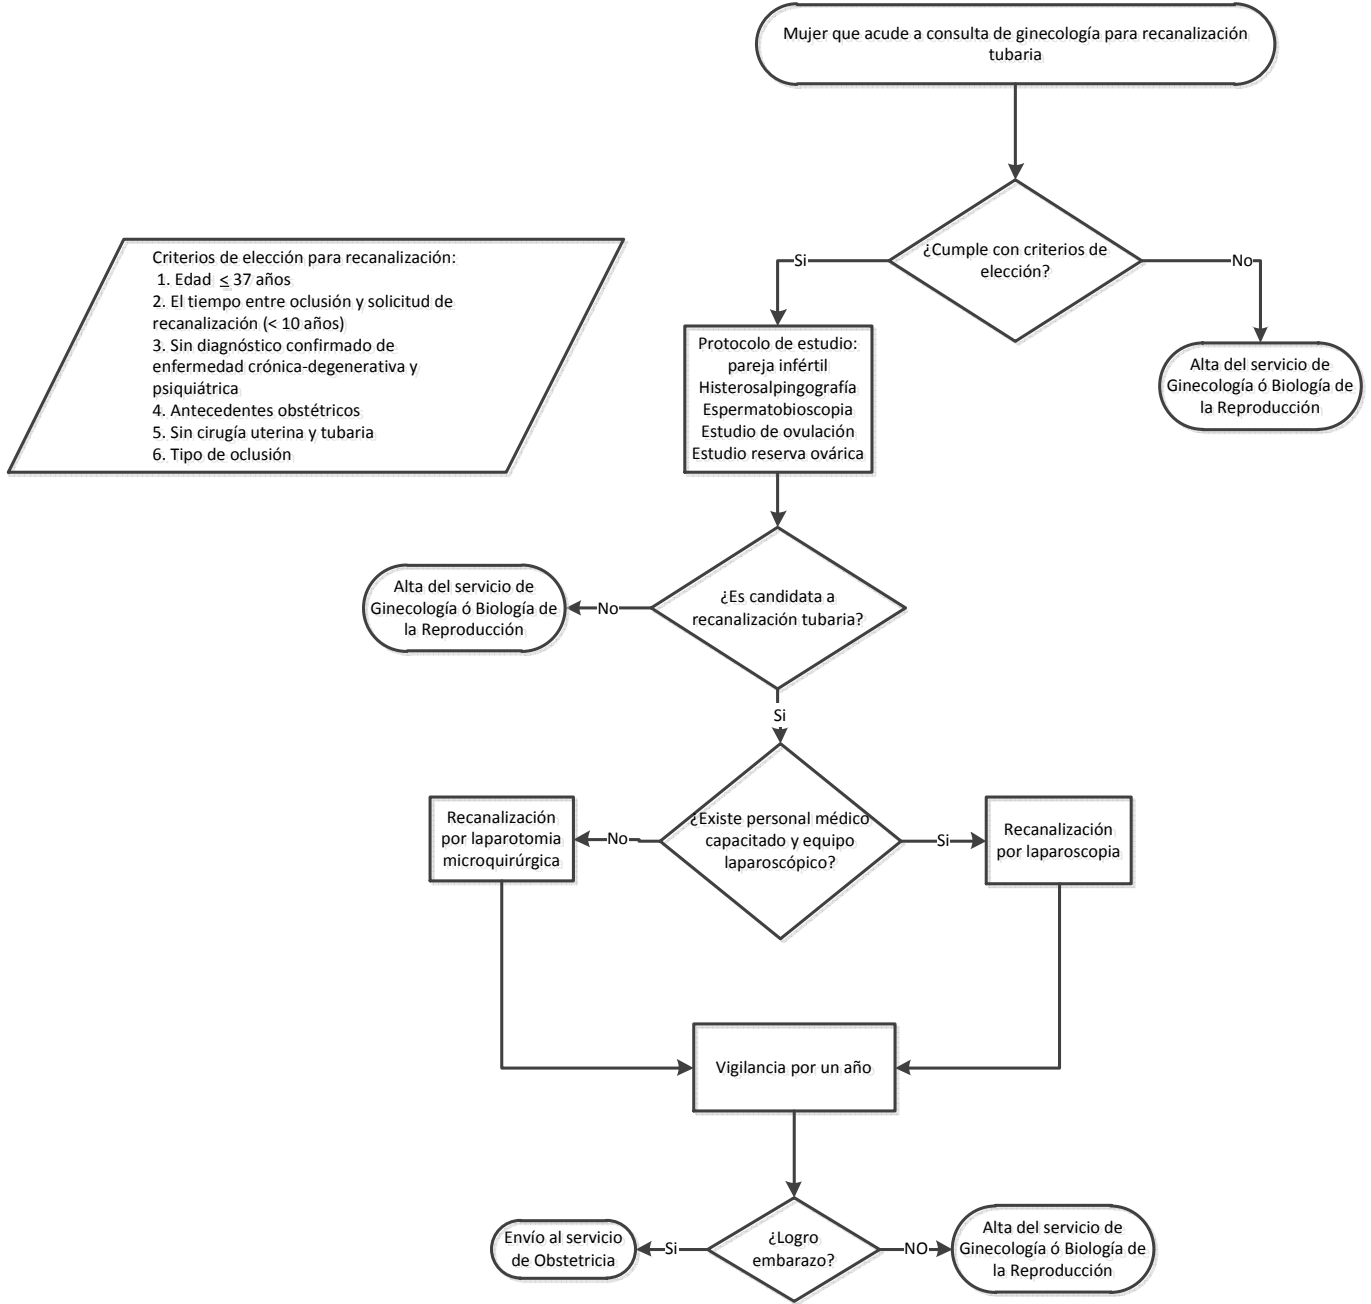 Mujer que acude a consulta de ginecología para recanalización
tubaria
¿Cumple con criterios de
elección?
Si
No
Criterios de elección para recanalización:
1. Edad ≤ 37 años
2. El tiempo entre oclusión y solicitud de
recanalización (< 10 años)
3. Sin diagnóstico confirmado de
enfermedad crónica-degenerativa y
psiquiátrica
4. Antecedentes obstétricos
5. Sin cirugía uterina y tubaria
6. Tipo de oclusión
Protocolo de estudio:
pareja infértil
Histerosalpingografía
Espermatobioscopia
Estudio de ovulación
Estudio reserva ovárica
Alta del servicio de
Ginecología ó Biología de
la Reproducción
¿Es candidata a
recanalización tubaria?
No
Alta del servicio de
Ginecología ó Biología de
la Reproducción
Si
¿Existe personal médico
capacitado y equipo
laparoscópico?
No
Si
Recanalización
por laparotomia
microquirúrgica
Recanalización
por laparoscopia
Vigilancia por un año
¿Logro
embarazo?
Si
NO
Envío al servicio
de Obstetricia
Alta del servicio de
Ginecología ó Biología de
la Reproducción